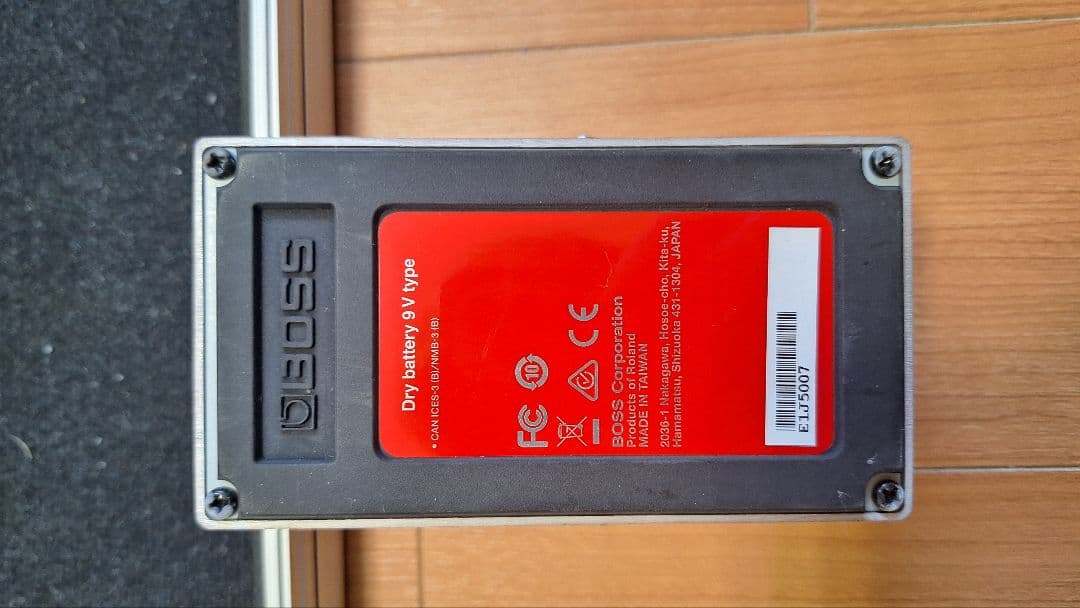 BOSS
Dry battery 9 V type
• CAN ICES-3 (B)/NMB-3 (B)
FC
10
CE
BOSS Corporation
Products of Roland
MADE IN TAIWAN
2036-1 Nakagawa, Hosoe-cho, Kita-ku,
Hamamatsu, Shizuoka 431-1304, JAPAN
E1J5007